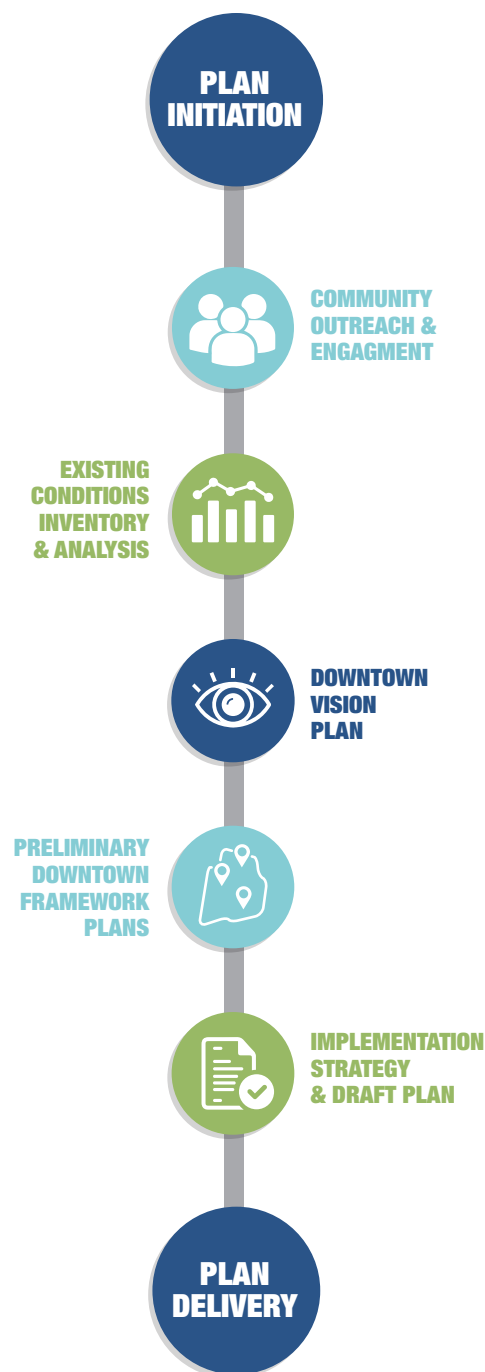 PLAN
INITIATION
COMMUNITY
OUTREACH &
ENGAGMENT
EXISTING
CONDITIONS
INVENTORY
& ANALYSIS
DOWNTOWN
VISION
PLAN
PRELIMINARY
DOWNTOWN
FRAMEWORK
PLANS
IMPLEMENTATION
STRATEGY
& DRAFT PLAN
PLAN
DELIVERY